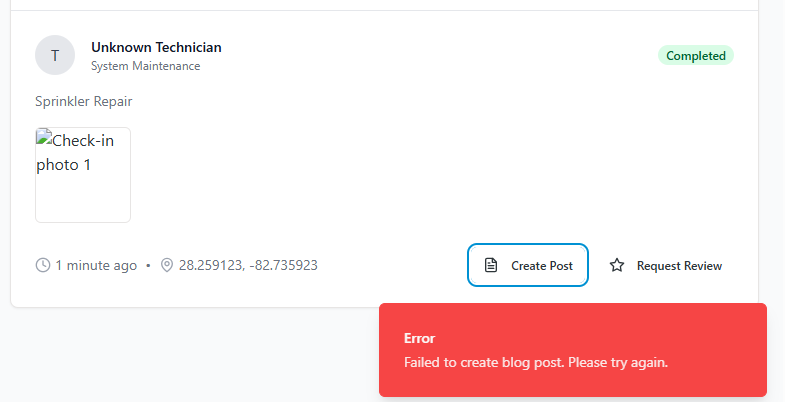 T
Unknown Technician
System Maintenance
Completed
Sprinkler Repair
Check-in
photo 1
1 minute ago • 28.259123, -82.735923
Create Post
Request Review
Error
Failed to create blog post. Please try again.